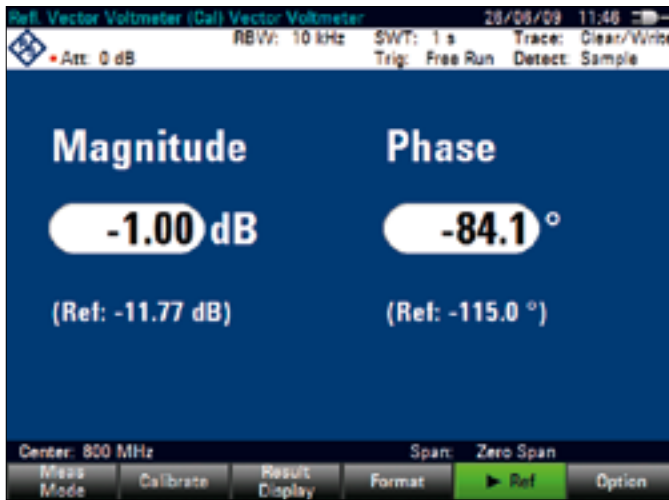 Refl. Vector Voltmeter (Cal) Vector Voltmeter 26/06/09 11:46
Att: 0 dB RBW: 10 kHz SWT: 1 s Trace: Clear/Write
Trig: Free Run Detect: Sample
Magnitude Phase
-1.00 dB -84.1 °
(Ref: -11.77 dB) (Ref: -115.0 °)
Center: 800 MHz Span: Zero Span
Meas Mode Calibrate Result Display Format ► Ref Option